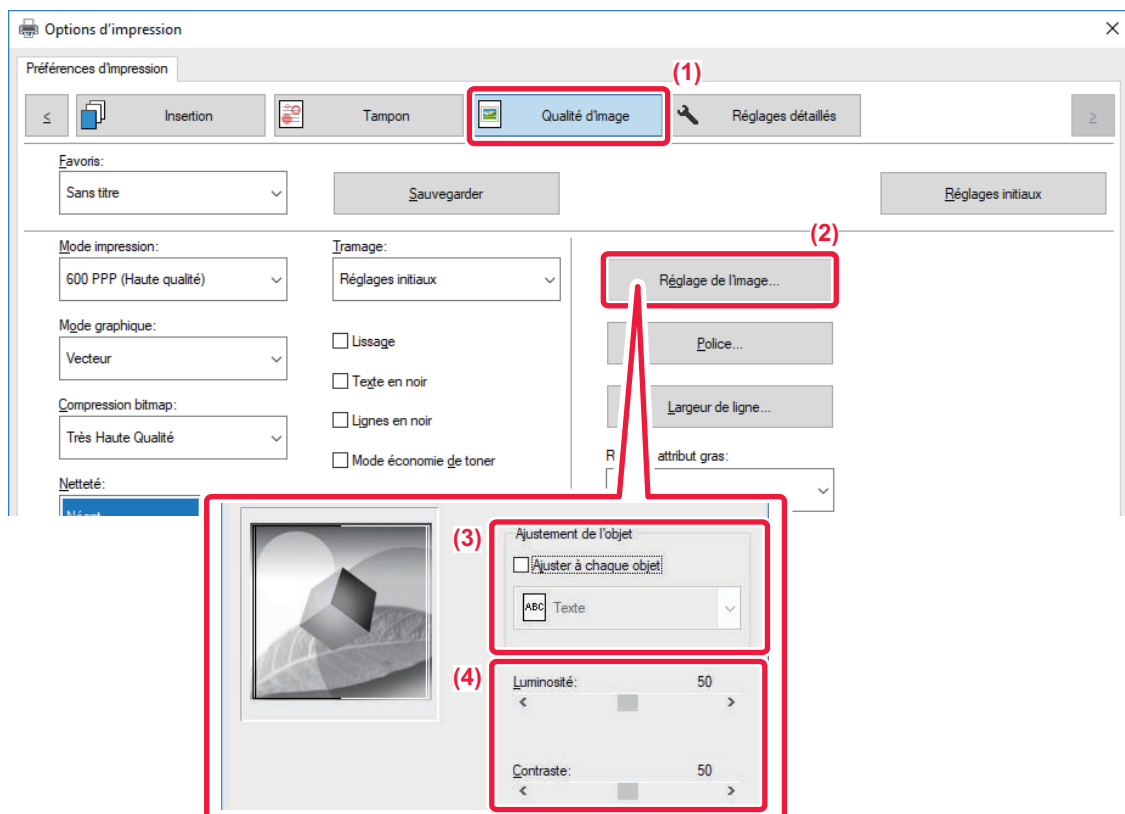 Options d'impression
Préférences d'impression
(1)
< Insertion Tampon Qualité d'image Réglages détaillés >
Favoris:
Sans titre Sauvegarder Réglages initiaux
(2)
Mode impression: Tramage:
600 PPP (Haute qualité) Réglages initiaux Réglage de l'image...
Mode graphique:
Vecteur Lissage Police...
Texte en noir
Compression bitmap: Largeur de ligne...
Très Haute Qualité Lignes en noir
Mode économie de toner attribut gras:
Netteté:
(3) Ajustement de l'objet
Ajuster à chaque objet
ABC Texte
(4) Luminosité: 50
< >
Contraste: 50
< >